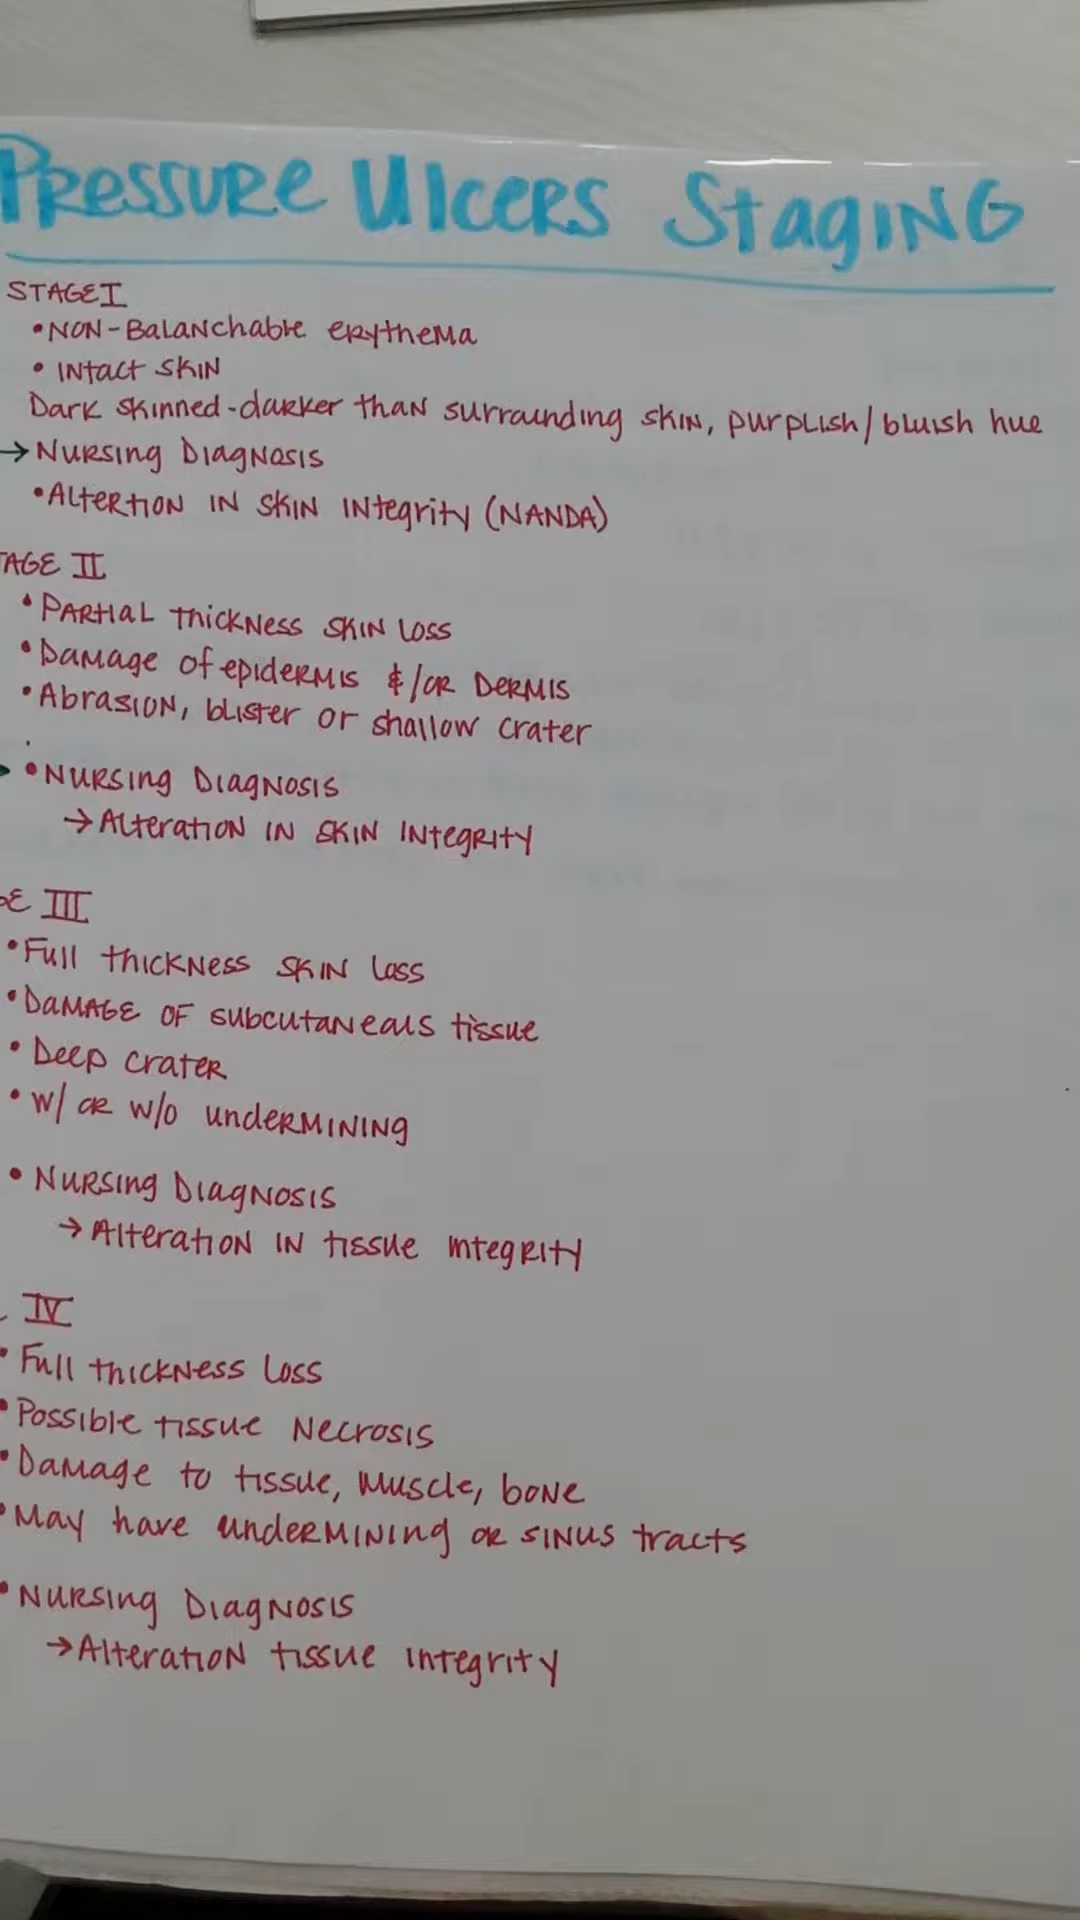 Pressure Ulcers Staging
STAGE I
• Non-Balanchable erythema
• Intact skin
Dark skinned-darker than surrounding skin, purplish/bluish hue
→ Nursing Diagnosis
• Altertion in skin integrity (NANDA)
TAGE II
• Partial thickness skin loss
• Damage of epidermis &/or Dermis
• Abrasion, blister or shallow crater
•
• Nursing Diagnosis
→ Alteration in skin integrity
GE III
• Full thickness skin loss
• Damage of subcutaneous tissue
• Deep crater
• w/ or w/o undermining
• Nursing Diagnosis
→ Alteration in tissue integrity
IV
• Full thickness loss
• Possible tissue necrosis
• Damage to tissue, muscle, bone
• May have undermining or sinus tracts
• Nursing Diagnosis
→ Alteration tissue integrity